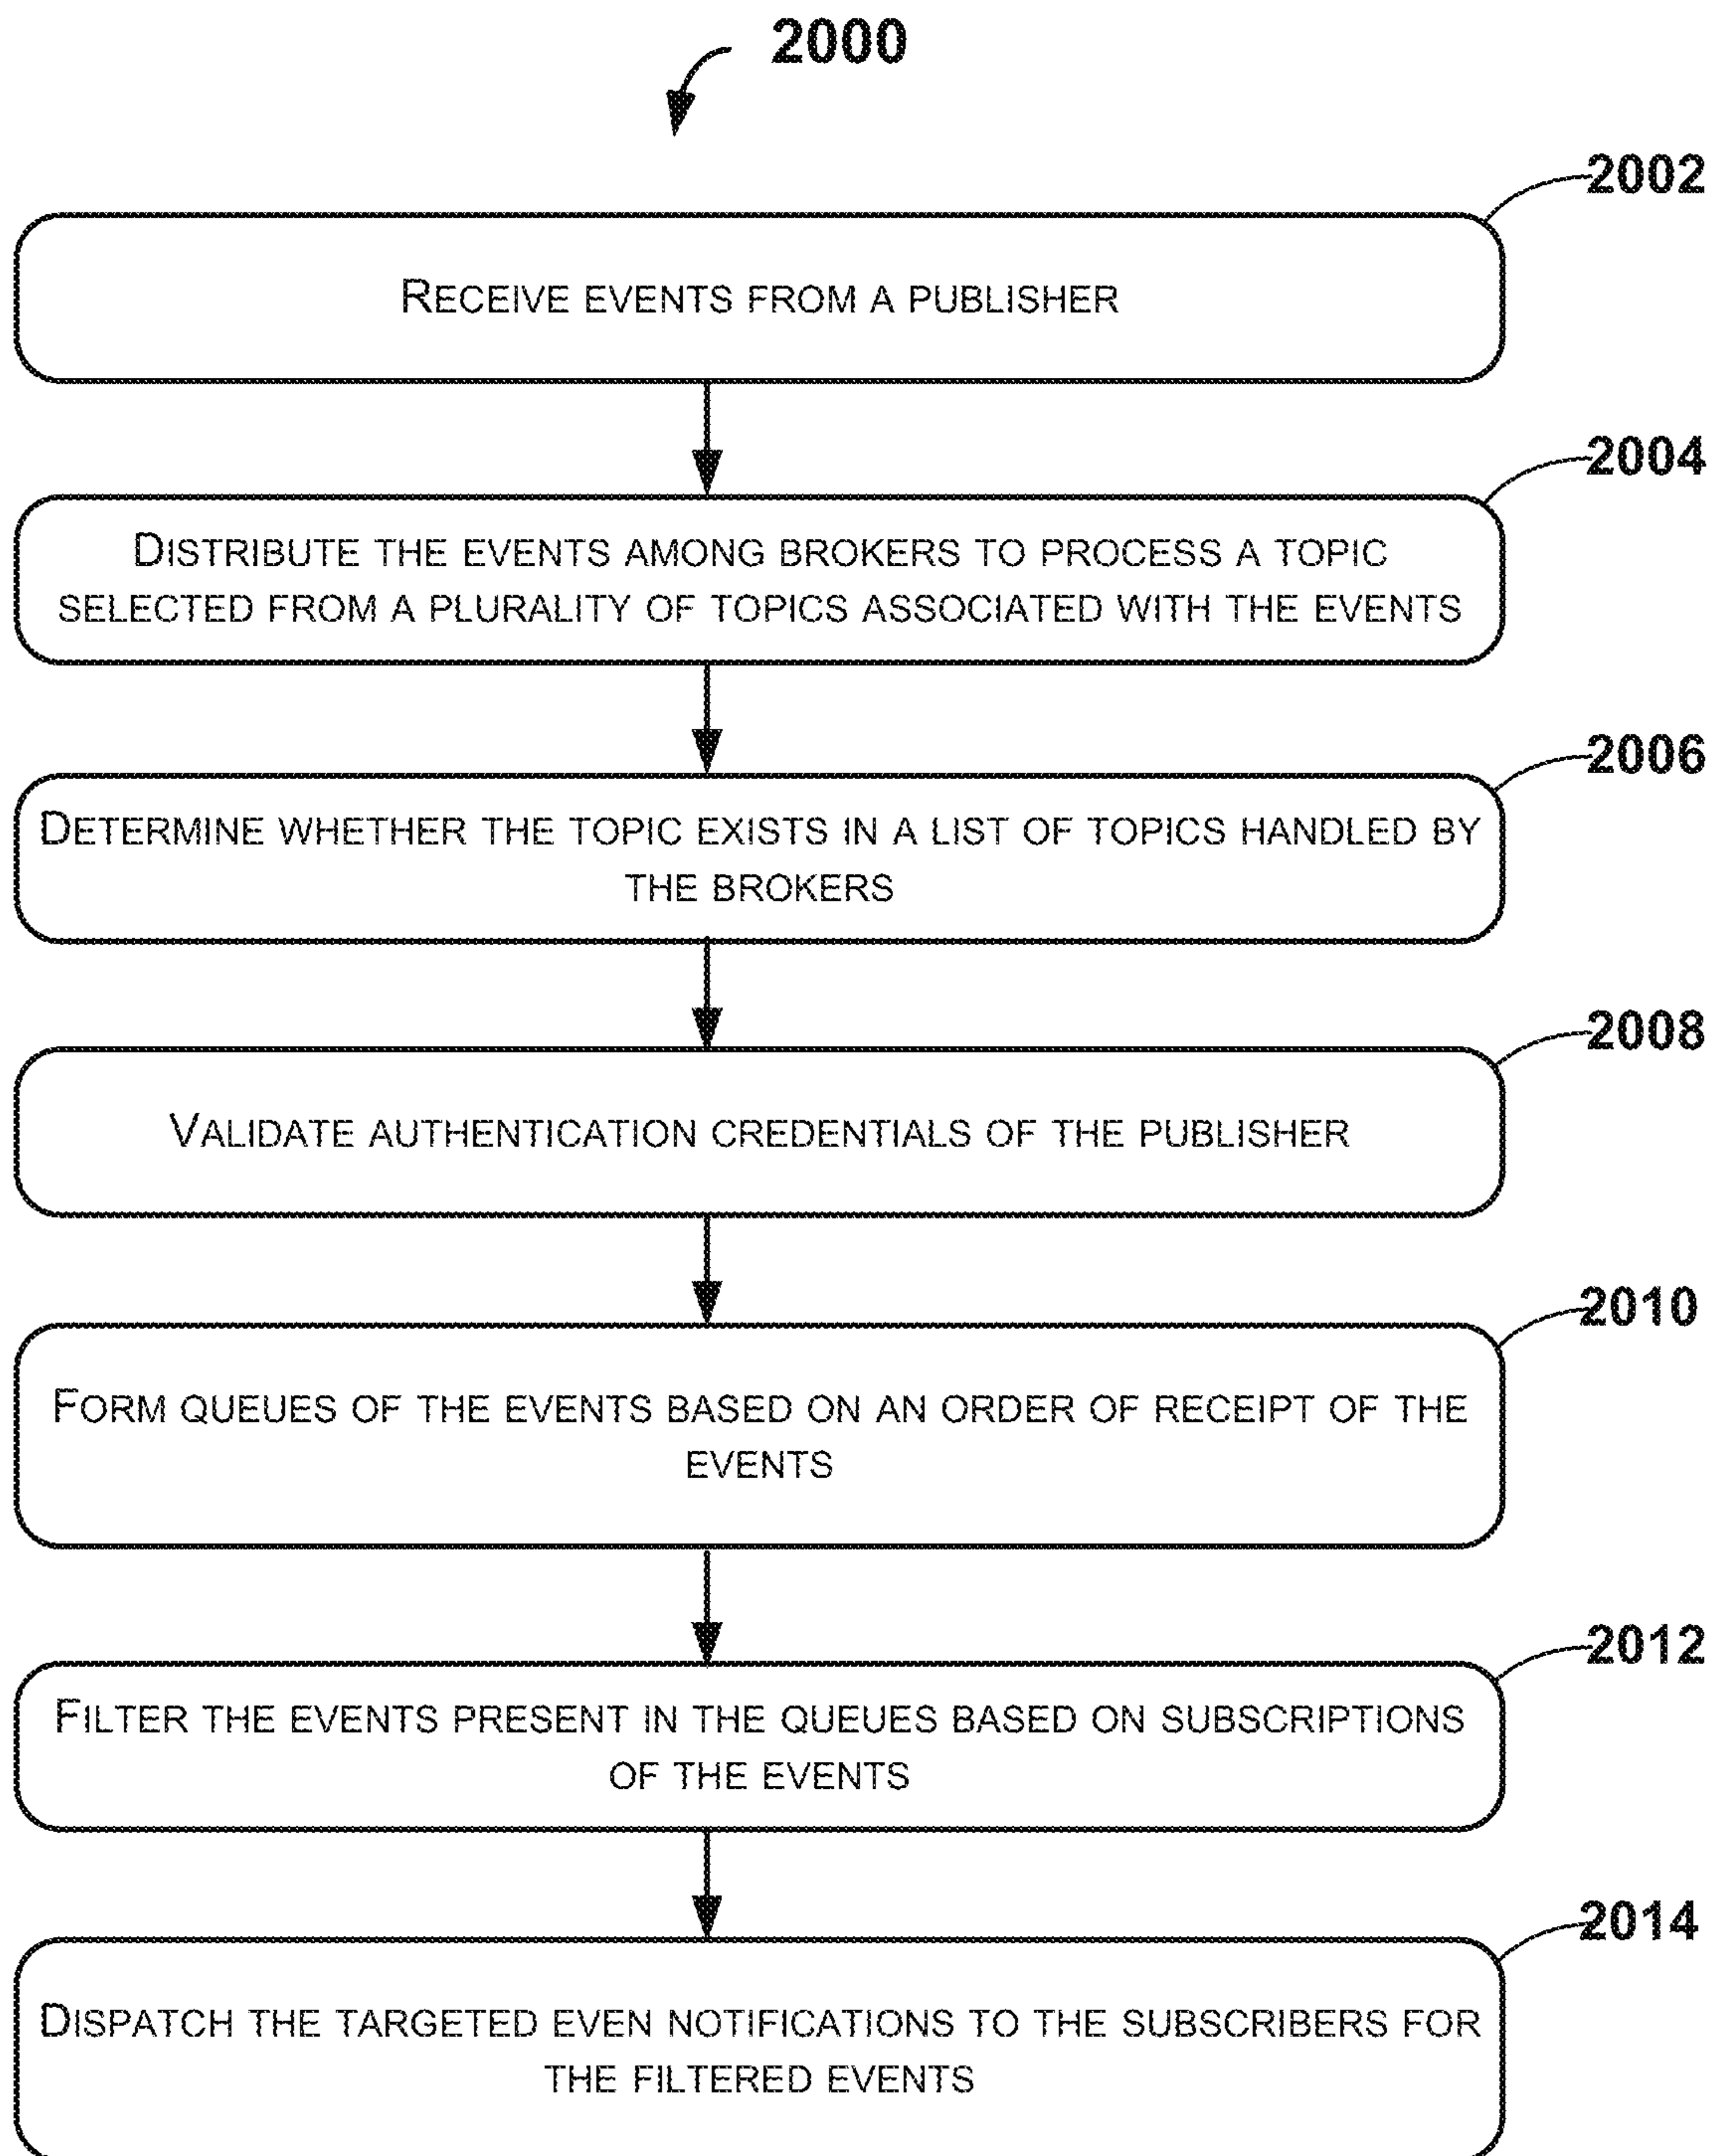 2000
2002
RECEIVE EVENTS FROM A PUBLISHER
2004
DISTRIBUTE THE EVENTS AMONG BROKERS TO PROCESS A TOPIC
SELECTED FROM A PLURALITY OF TOPICS ASSOCIATED WITH THE EVENTS
2006
DETERMINE WHETHER THE TOPIC EXISTS IN A LIST OF TOPICS HANDLED BY
THE BROKERS
2008
VALIDATE AUTHENTICATION CREDENTIALS OF THE PUBLISHER
2010
FORM QUEUES OF THE EVENTS BASED ON AN ORDER OF RECEIPT OF THE
EVENTS
2012
FILTER THE EVENTS PRESENT IN THE QUEUES BASED ON SUBSCRIPTIONS
OF THE EVENTS
2014
DISPATCH THE TARGETED EVEN NOTIFICATIONS TO THE SUBSCRIBERS FOR
THE FILTERED EVENTS